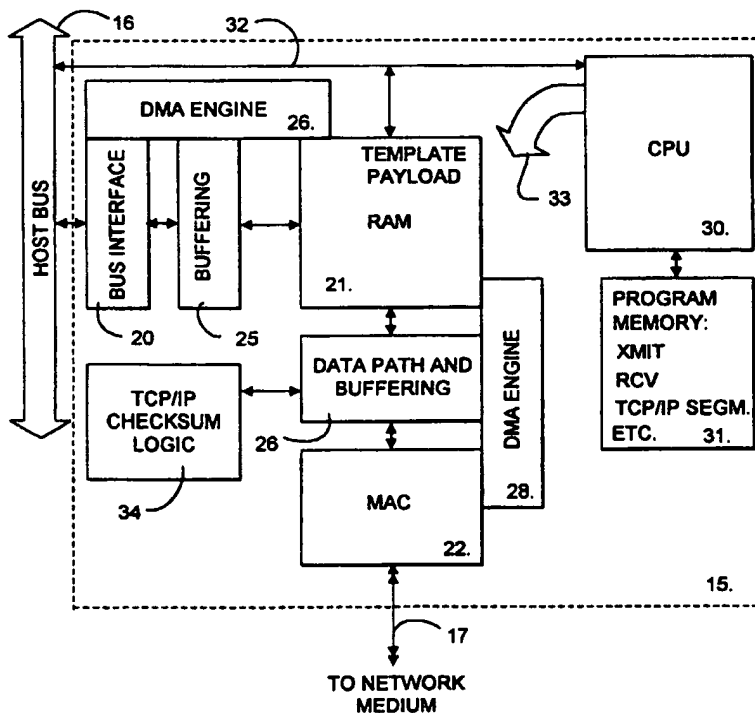 16
32
DMA ENGINE
26.
HOST BUS
BUS INTERFACE
BUFFERING
20
25
TEMPLATE
PAYLOAD
RAM
21.
33
CPU
30.
PROGRAM
MEMORY:
XMIT
RCV
TCP/IP SEGM.
ETC.
31.
DATA PATH AND
BUFFERING
26
DMA ENGINE
28.
TCP/IP
CHECKSUM
LOGIC
34
MAC
22.
15.
17
TO NETWORK
MEDIUM